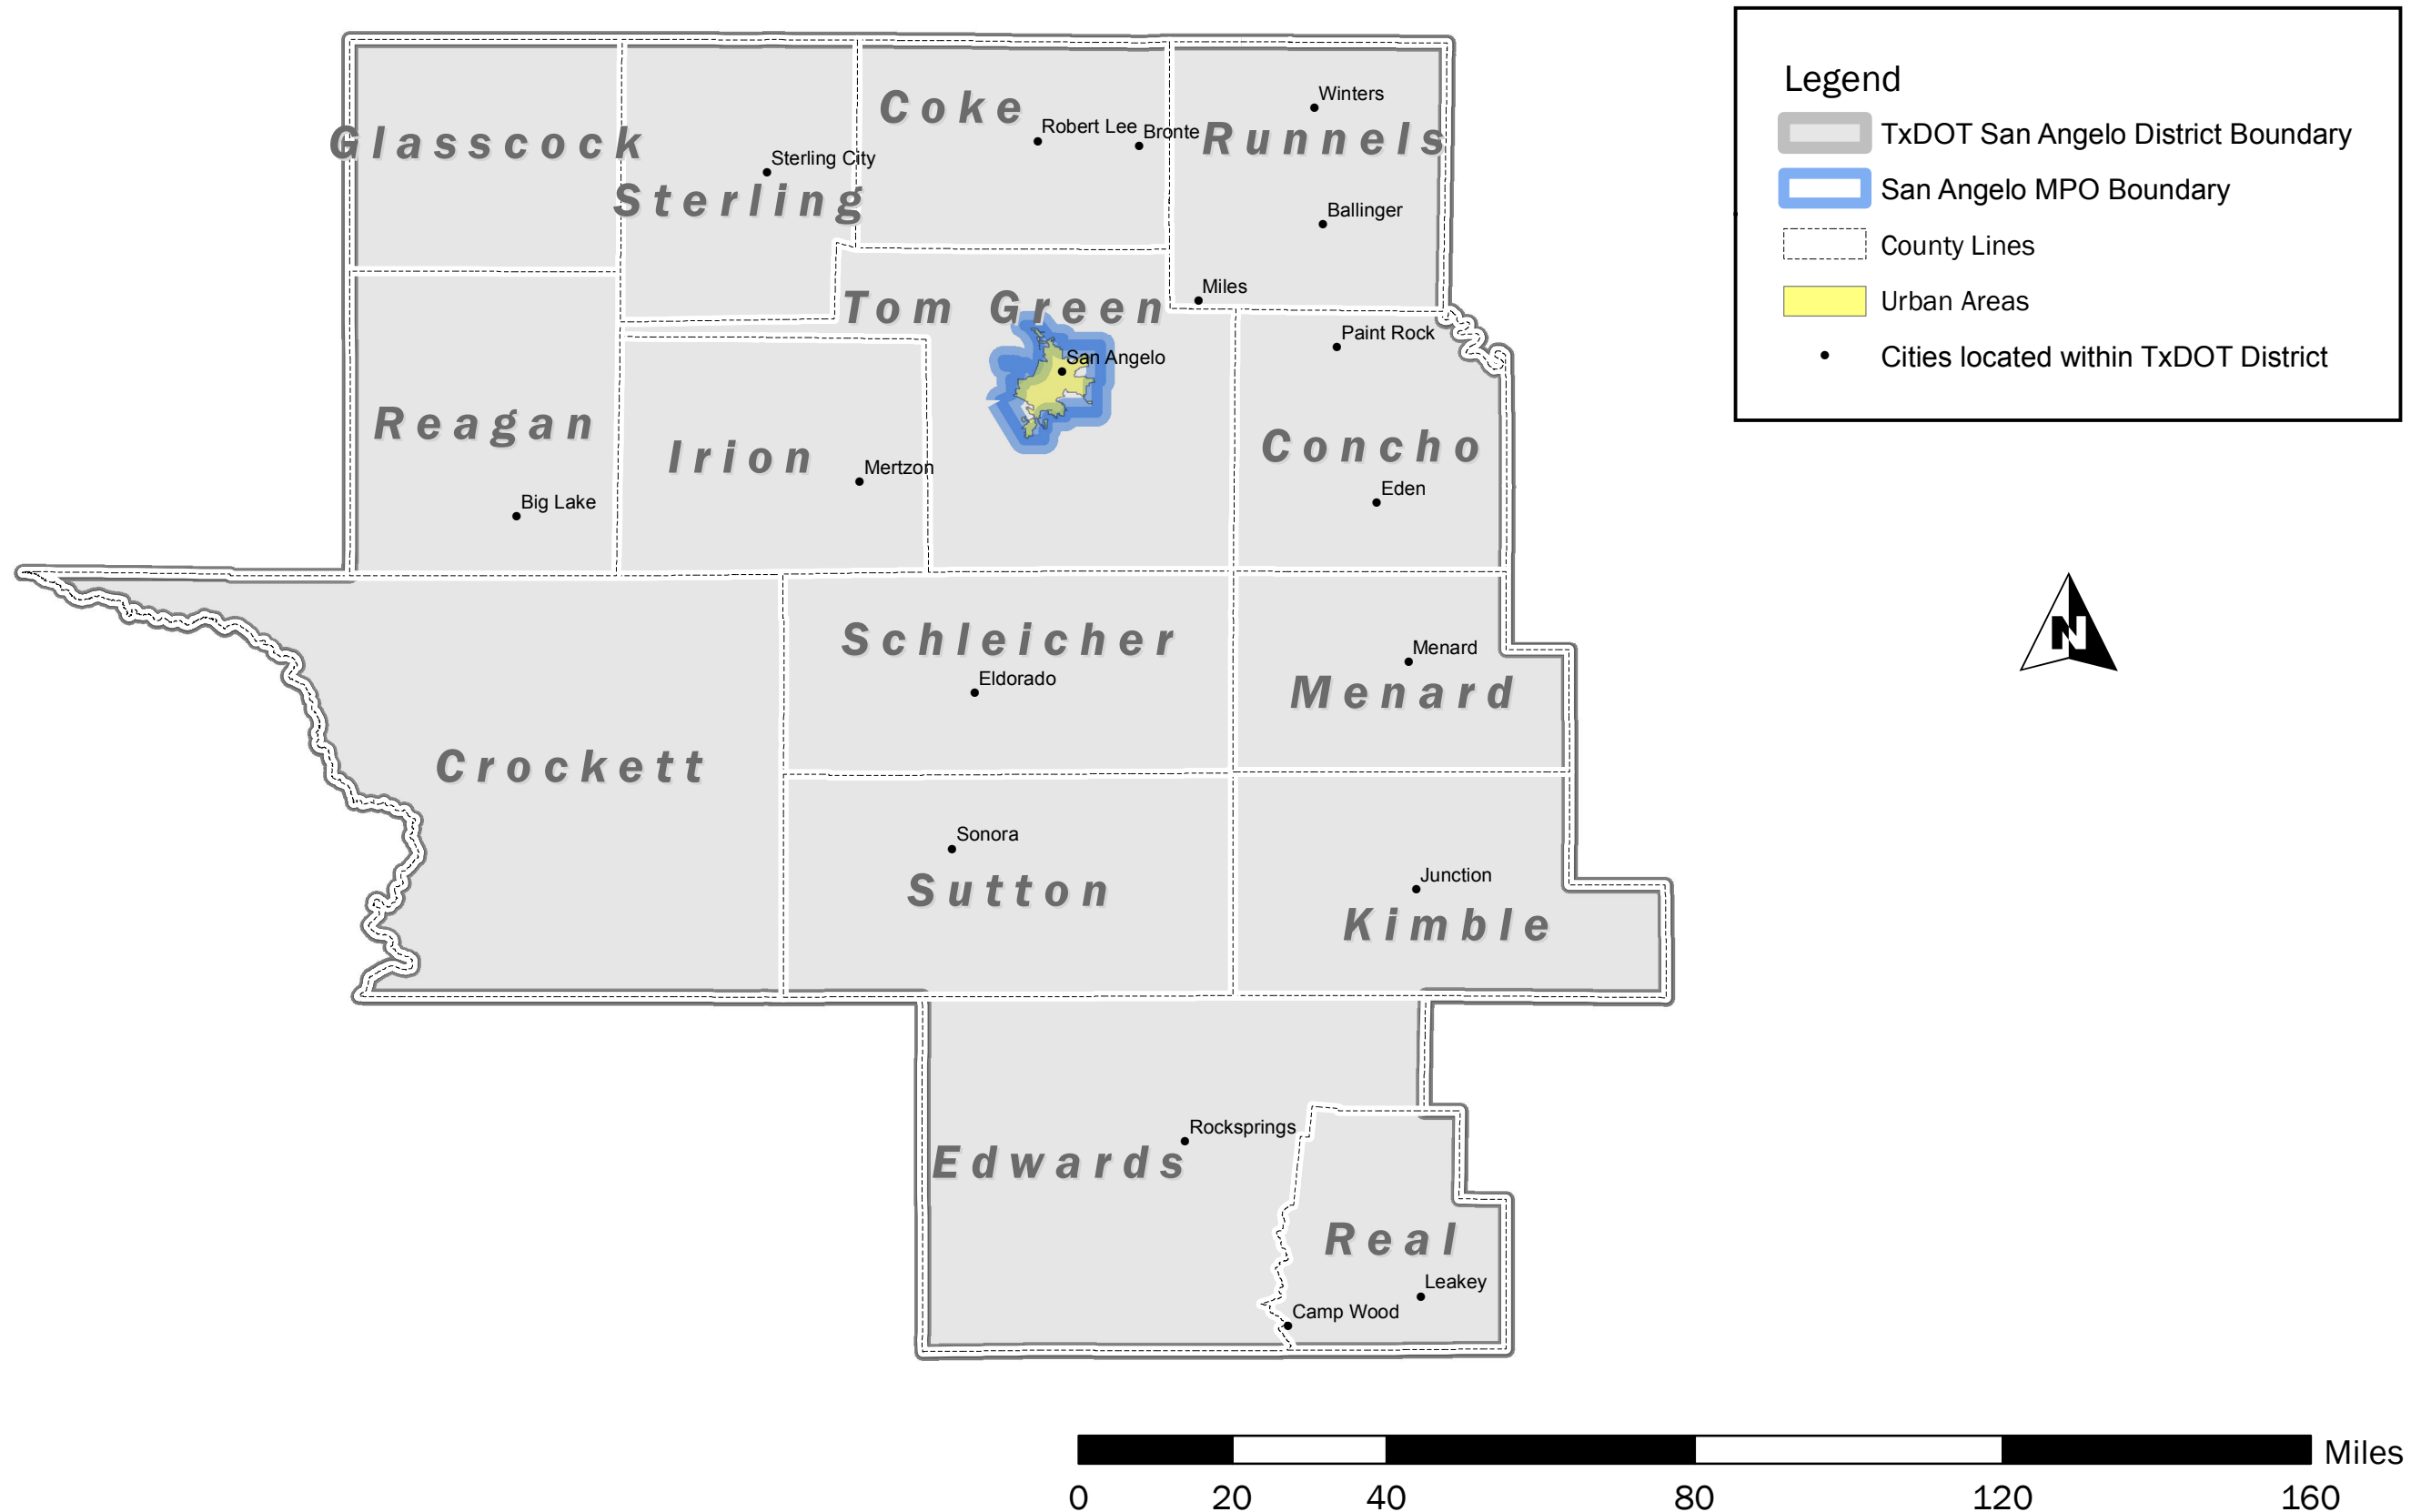 Legend
TxDOT San Angelo District Boundary
San Angelo MPO Boundary
County Lines
Urban Areas
Cities located within TxDOT District
Glasscock
Sterling City
Sterling
Coke
Robert Lee
Bronte
Winters
Runnels
Ballinger
Miles
Tom Green
San Angelo
Paint Rock
Reagan
Big Lake
Irion
Mertzon
Concho
Eden
Schleicher
Eldorado
Menard
Menard
Crockett
Sonora
Sutton
Junction
Kimble
Rocksprings
Edwards
Real
Leakey
Camp Wood
N
Miles
0 20 40 80 120 160